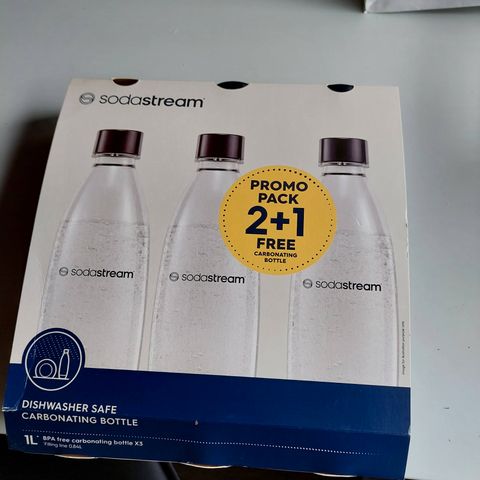 sodastream
PROMO
PACK
2+1
FREE
CARBONATING
BOTTLE
sodastream
sodastream
sodastream
DISHWASHER SAFE
CARBONATING BOTTLE
1L BPA free carbonating bottle X3
Filling line 0.84L